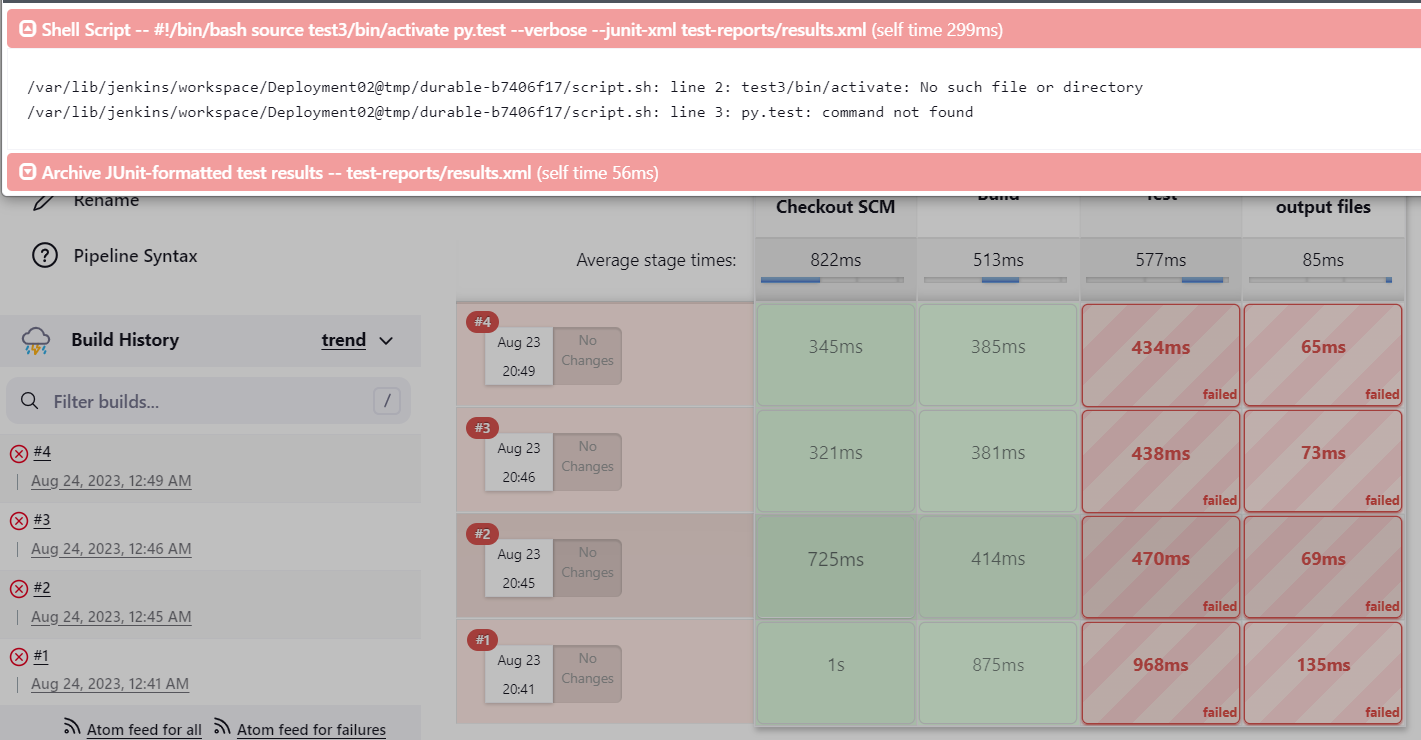 Shell Script -- #!/bin/bash source test3/bin/activate py.test --verbose --junit-xml test-reports/results.xml (self time 299ms)
/var/lib/jenkins/workspace/Deployment02@tmp/durable-b7406f17/script.sh: line 2: test3/bin/activate: No such file or directory
/var/lib/jenkins/workspace/Deployment02@tmp/durable-b7406f17/script.sh: line 3: py.test: command not found
Archive JUnit-formatted test results -- test-reports/results.xml (self time 56ms)
Rename
Pipeline Syntax
Build History trend
Filter builds... /
#4
Aug 24, 2023, 12:49 AM
#3
Aug 24, 2023, 12:46 AM
#2
Aug 24, 2023, 12:45 AM
#1
Aug 24, 2023, 12:41 AM
Atom feed for all Atom feed for failures
Checkout SCM Build Test output files
Average stage times: 822ms 513ms 577ms 85ms
#4
Aug 23
20:49
No
Changes
345ms 385ms 434ms 65ms
failed failed
#3
Aug 23
20:46
No
Changes
321ms 381ms 438ms 73ms
failed failed
#2
Aug 23
20:45
No
Changes
725ms 414ms 470ms 69ms
failed failed
#1
Aug 23
20:41
No
Changes
1s 875ms 968ms 135ms
failed failed